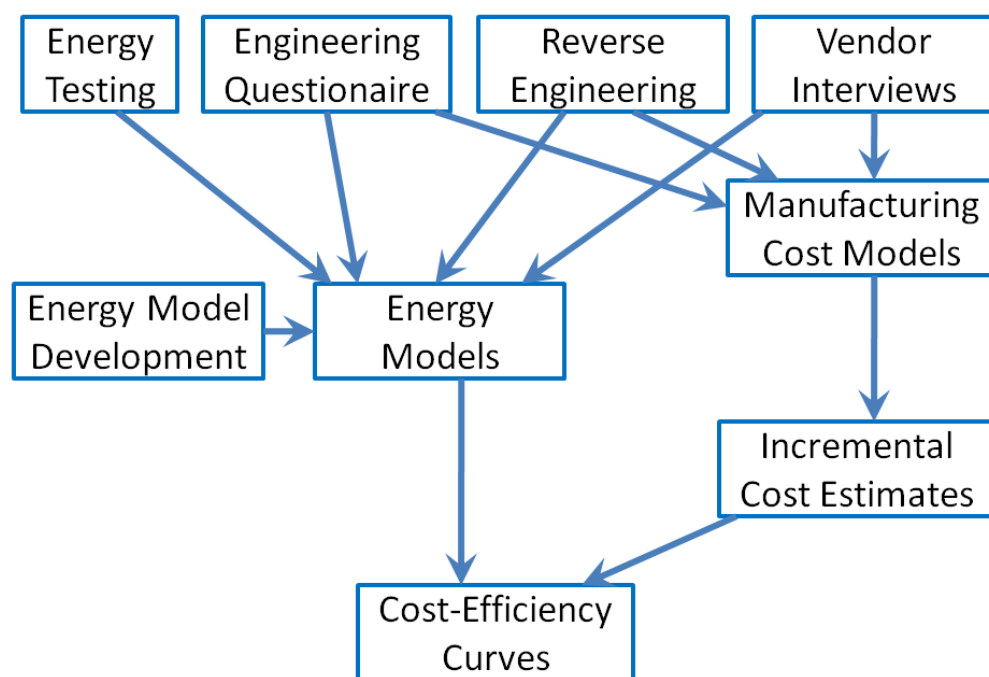 Energy
Testing
Engineering
Questionaire
Reverse
Engineering
Vendor
Interviews
Manufacturing
Cost Models
Energy Model
Development
Energy
Models
Incremental
Cost Estimates
Cost-Efficiency
Curves